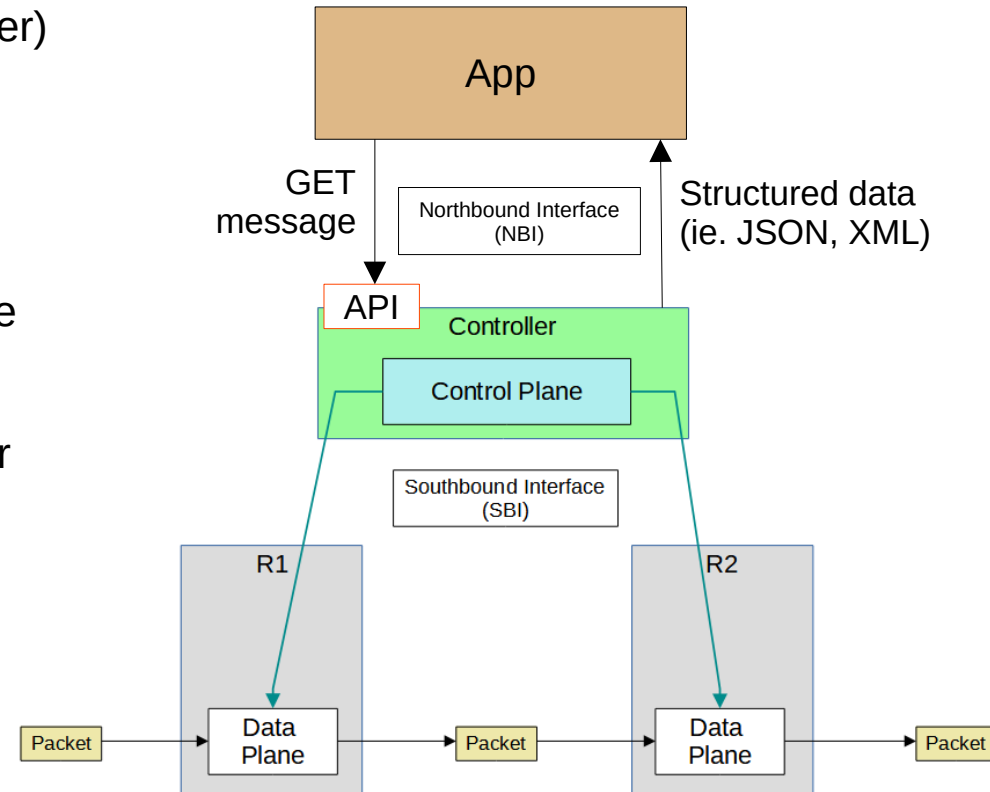 er)
App
GET
message
Northbound Interface
(NBI)
Structured data
(ie. JSON, XML)
e
API
Controller
Control Plane
r
Southbound Interface
(SBI)
R1
R2
Packet
Data
Plane
Packet
Data
Plane
Packet